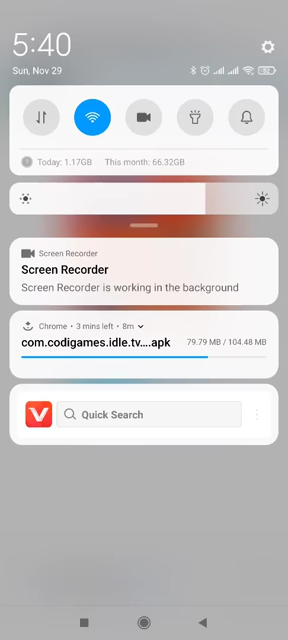 5:40
Sun, Nov 29
Today: 1.17GB This month: 66.32GB
Screen Recorder
Screen Recorder
Screen Recorder is working in the background
Chrome • 3 mins left • 8m
com.codigames.idle.tv....apk 79.79 MB / 104.48 MB
Quick Search